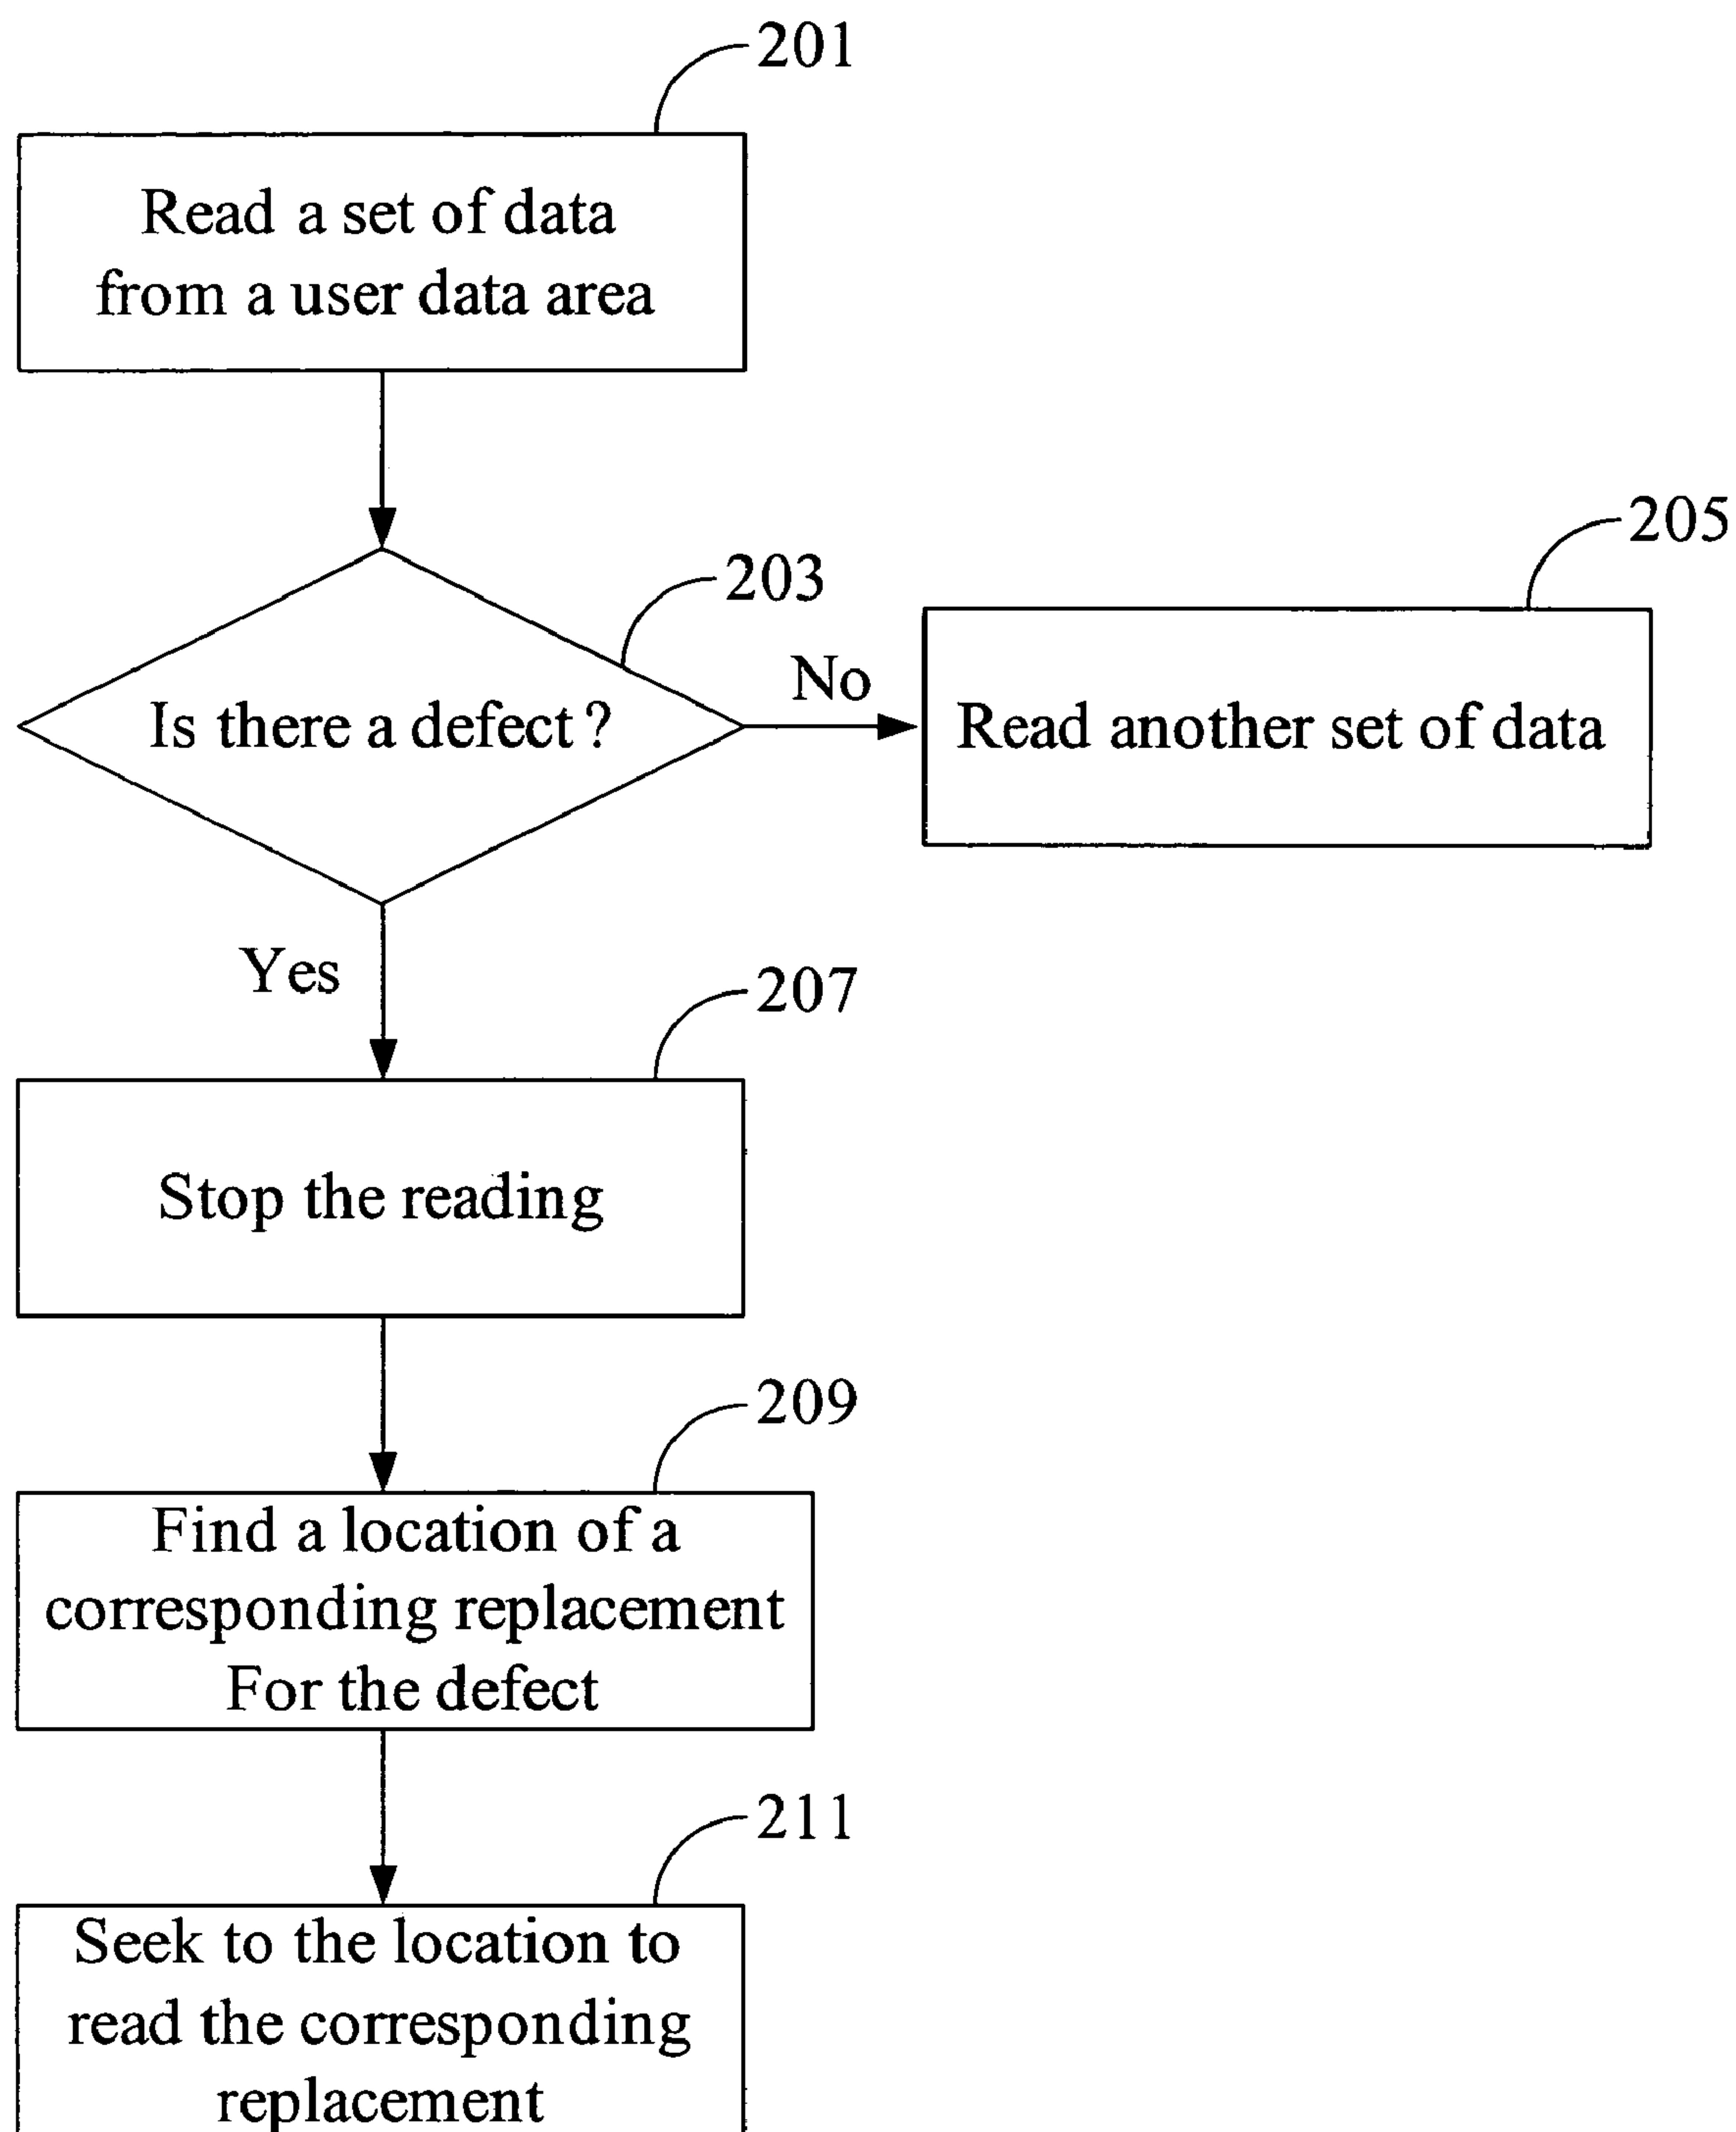 201
Read a set of data
from a user data area
203
205
Is there a defect ?
No
Read another set of data
Yes
207
Stop the reading
209
Find a location of a
corresponding replacement
For the defect
211
Seek to the location to
read the corresponding
replacement